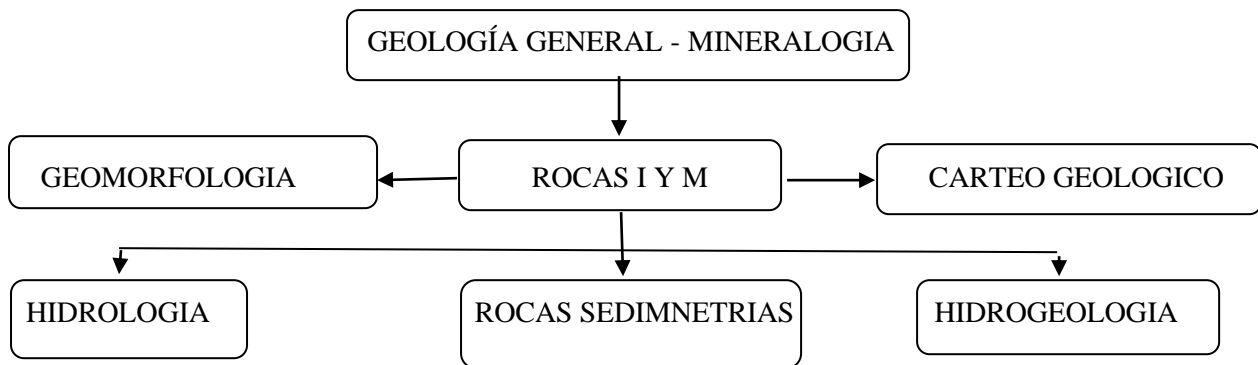 GEOLOGÍA GENERAL - MINERALOGIA
GEOMORFOLOGIA
ROCAS I Y M
CARTEO GEOLOGICO
HIDROLOGIA
ROCAS SEDIMNETRIAS
HIDROGEOLOGIA